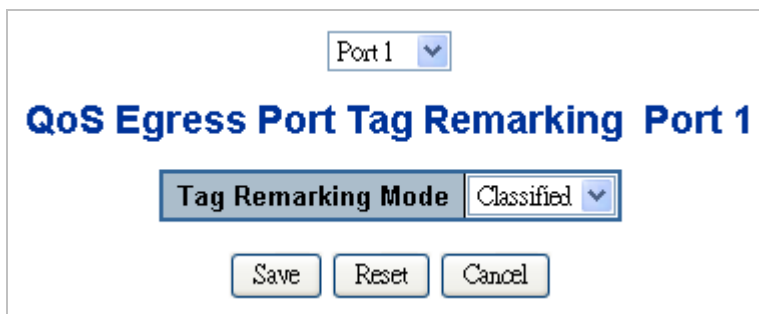 Port 1
QoS Egress Port Tag Remarking Port 1
Tag Remarking Mode Classified
Save Reset Cancel